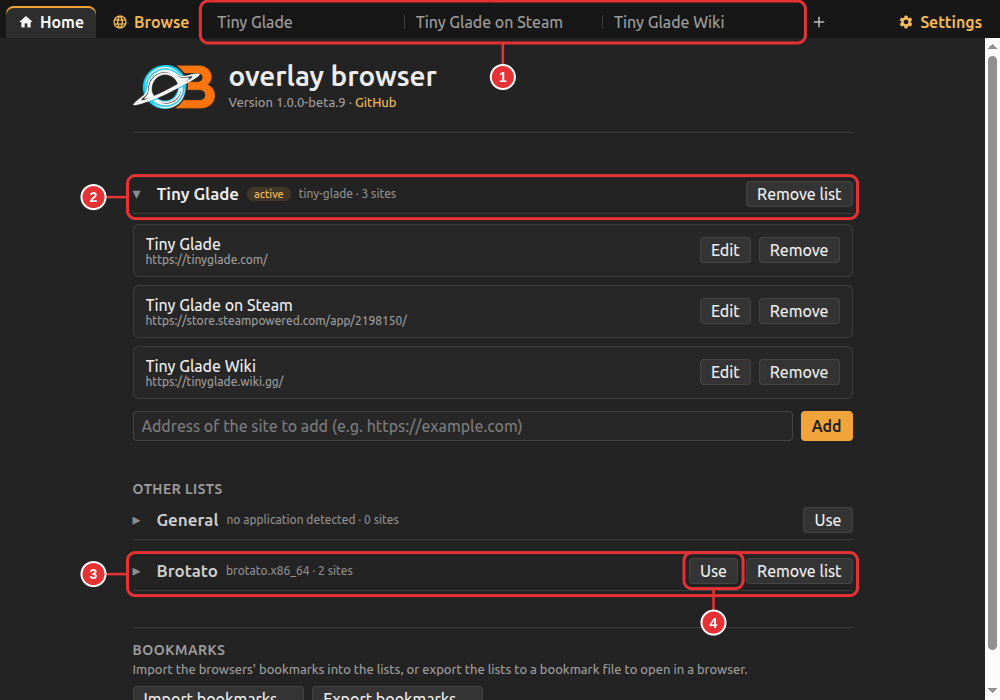 Home Browse Tiny Glade Tiny Glade on Steam Tiny Glade Wiki + Settings
1
overlay browser
Version 1.0.0-beta.9 · GitHub
2
Tiny Glade active tiny-glade · 3 sites Remove list
Tiny Glade
https://tinyglade.com/
Edit Remove
Tiny Glade on Steam
https://store.steampowered.com/app/2198150/
Edit Remove
Tiny Glade Wiki
https://tinyglade.wiki.gg/
Edit Remove
Address of the site to add (e.g. https://example.com) Add
OTHER LISTS
General no application detected · 0 sites Use
3
Brotato brotato.x86_64 · 2 sites Use Remove list
4
BOOKMARKS
Import the browsers' bookmarks into the lists, or export the lists to a bookmark file to open in a browser.
Import bookmarks Export bookmarks